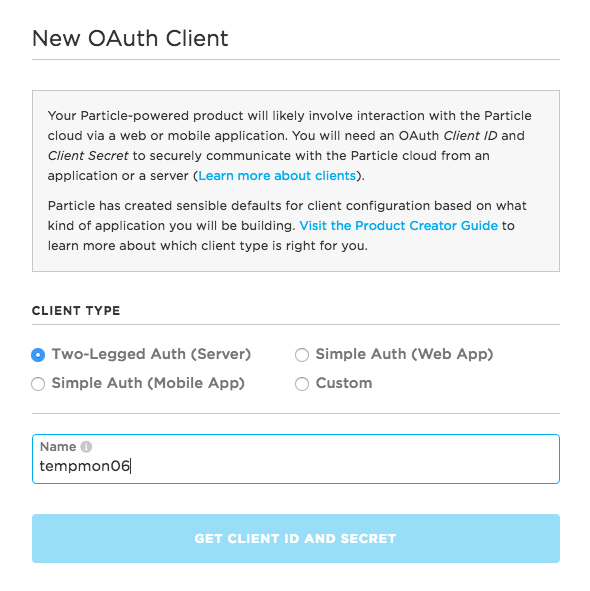 New OAuth Client
Your Particle-powered product will likely involve interaction with the Particle
cloud via a web or mobile application. You will need an OAuth Client ID and
Client Secret to securely communicate with the Particle cloud from an
application or a server (Learn more about clients).
Particle has created sensible defaults for client configuration based on what
kind of application you will be building. Visit the Product Creator Guide to
learn more about which client type is right for you.
CLIENT TYPE
Two-Legged Auth (Server) Simple Auth (Web App)
Simple Auth (Mobile App) Custom
Name i
tempmon06
GET CLIENT ID AND SECRET